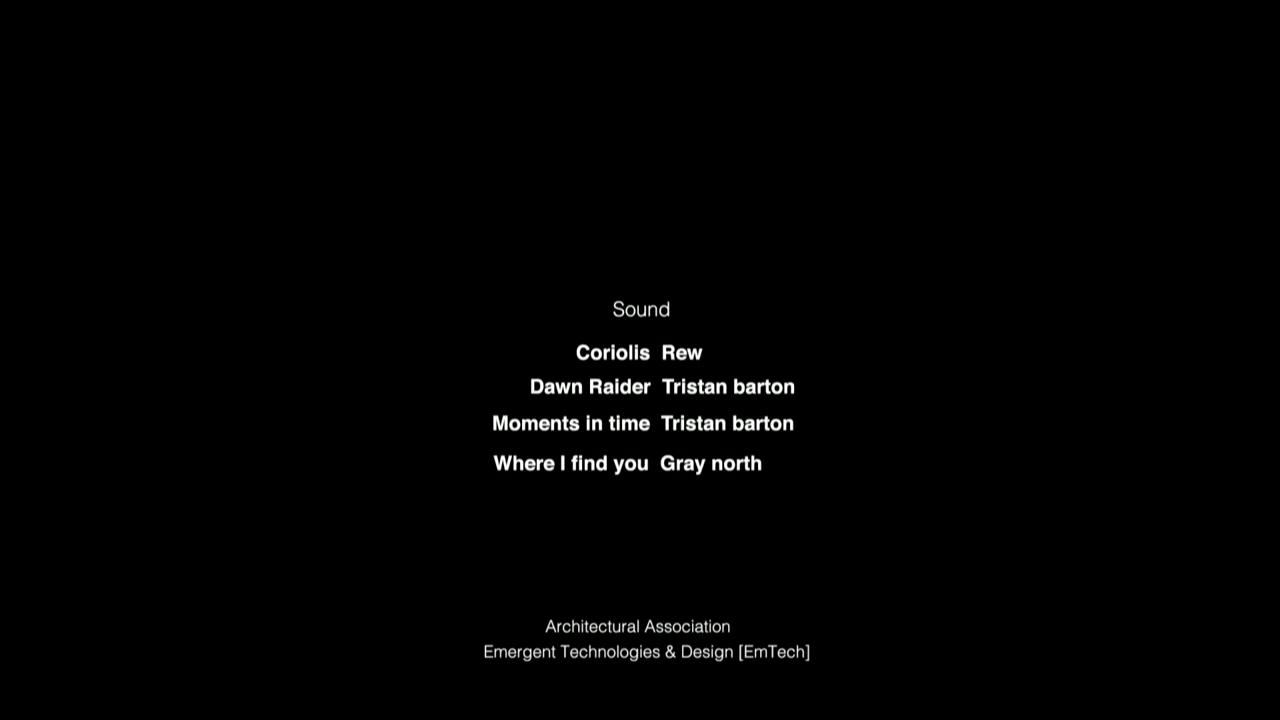 Sound
Coriolis Rew
Dawn Raider Tristan barton
Moments in time Tristan barton
Where I find you Gray north
Architectural Association
Emergent Technologies & Design [EmTech]